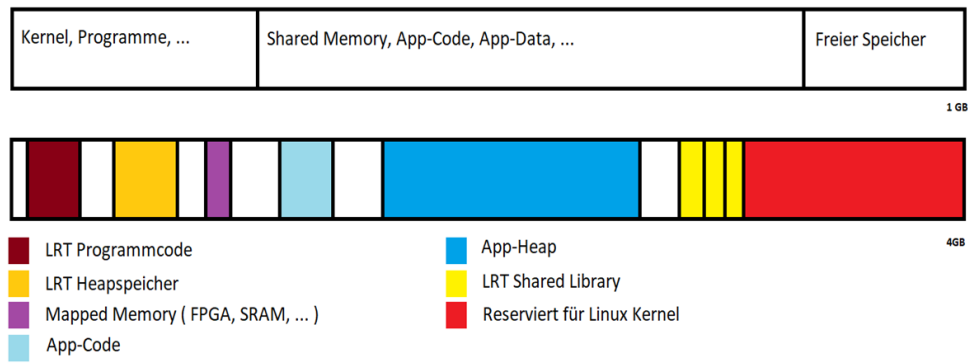 Kernel, Programme, ...
Shared Memory, App-Code, App-Data, ...
Freier Speicher
1 GB
4GB
LRT Programmcode
LRT Heapspeicher
Mapped Memory ( FPGA, SRAM, ... )
App-Code
App-Heap
LRT Shared Library
Reserviert für Linux Kernel